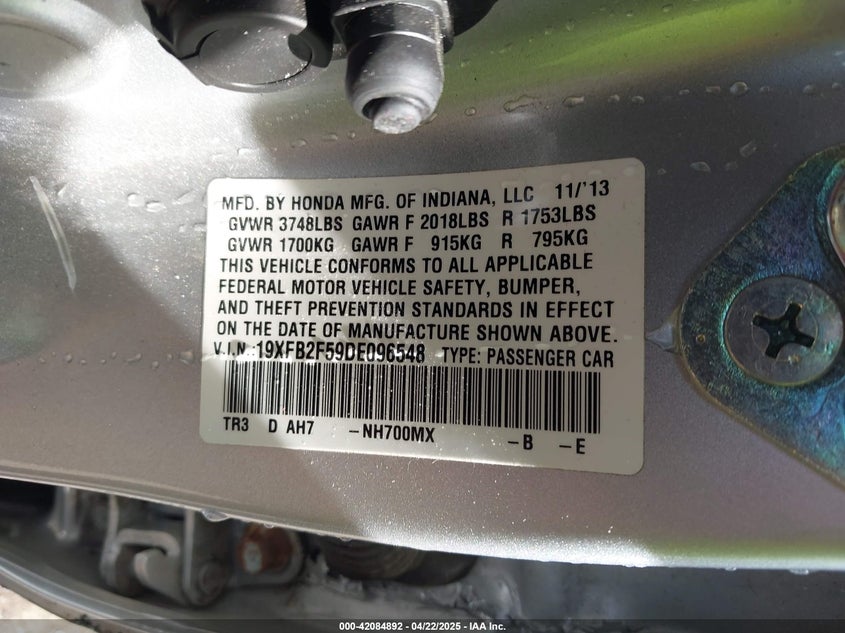 MFD. BY HONDA MFG. OF INDIANA, LLC 11/'13
GVWR 3748LBS GAWR F 2018LBS R 1753LBS
GVWR 1700KG GAWR F 915KG R 795KG
THIS VEHICLE CONFORMS TO ALL APPLICABLE
FEDERAL MOTOR VEHICLE SAFETY, BUMPER,
AND THEFT PREVENTION STANDARDS IN EFFECT
ON THE DATE OF MANUFACTURE SHOWN ABOVE.
V.I.N.:19XFB2F59DE096548 TYPE: PASSENGER CAR
TR3 D AH7 -NH700MX -B -E
000-42084892 - 04/22/2025 - IAA Inc.